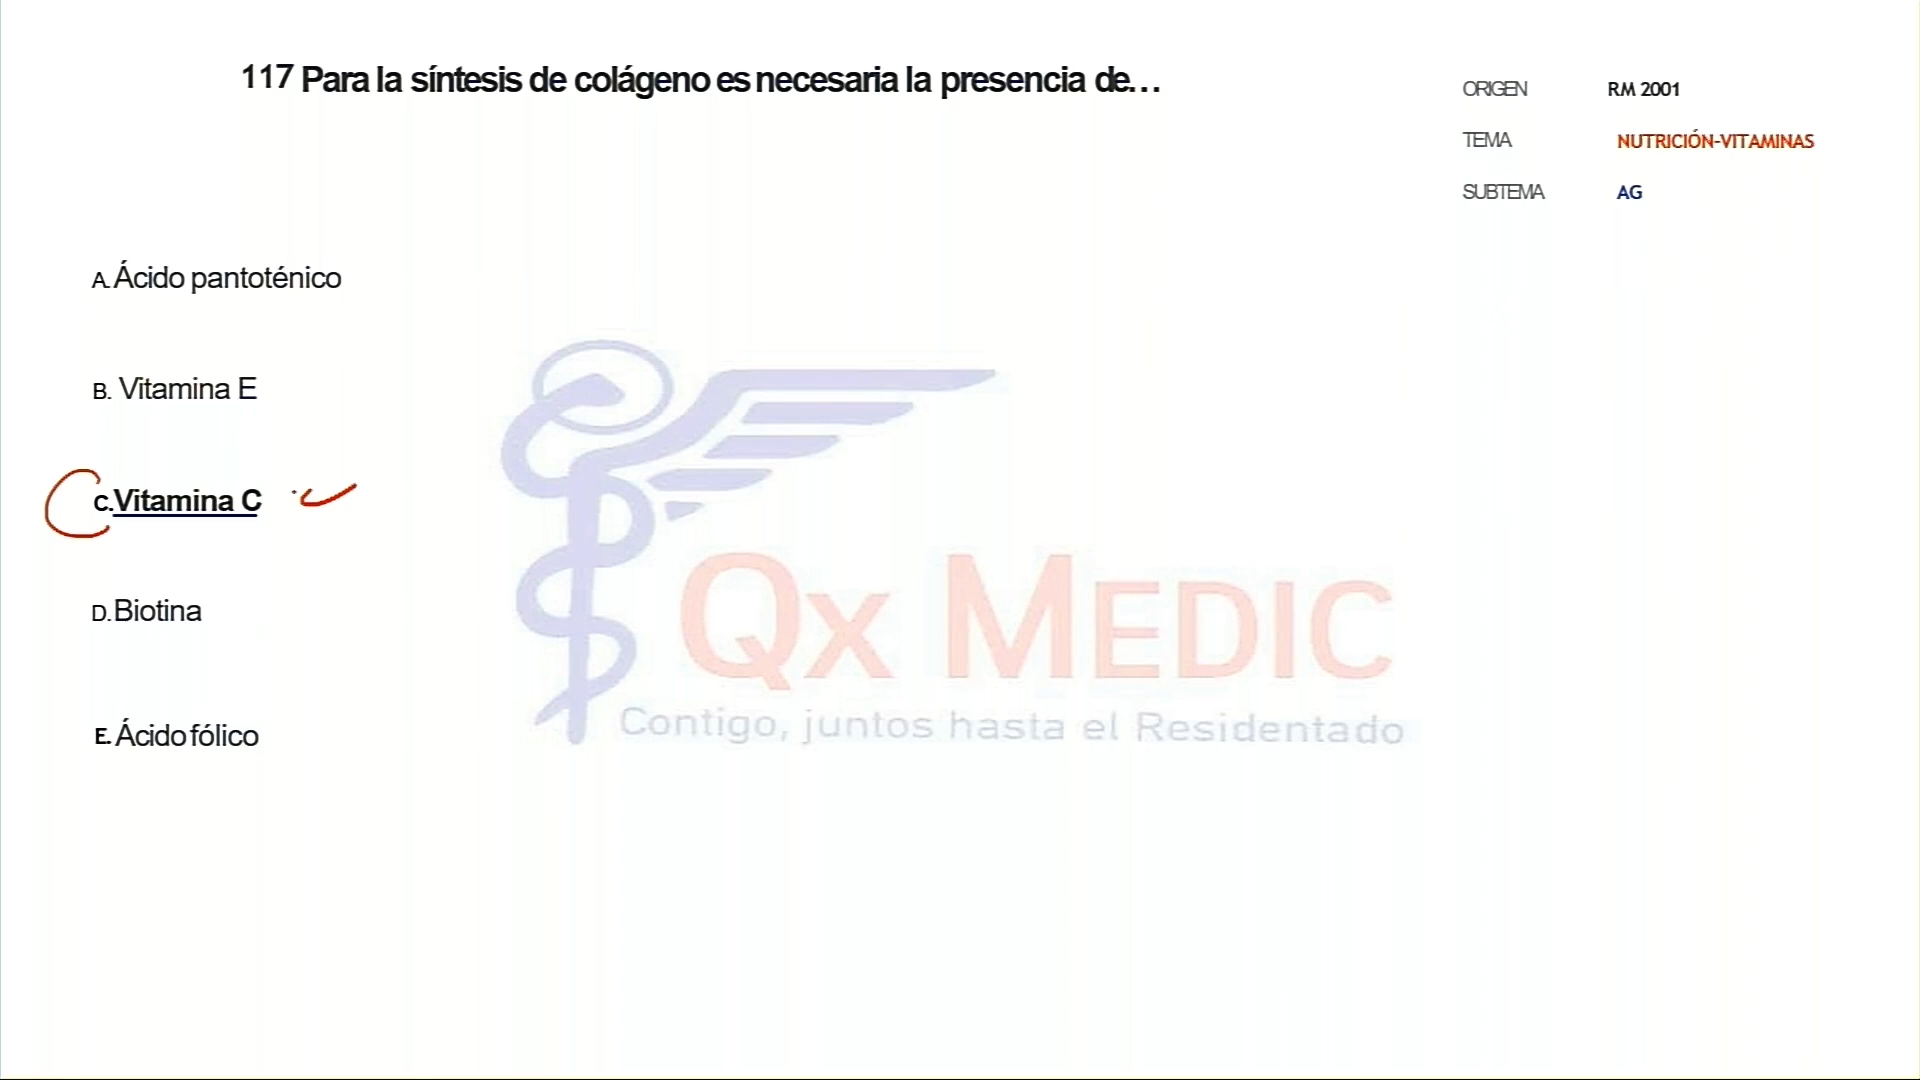 117 Para la síntesis de colágeno es necesaria la presencia de…
ORIGEN RM 2001
TEMA NUTRICIÓN-VITAMINAS
SUBTEMA AG
A. Ácido pantoténico
B. Vitamina E
C. Vitamina C
D. Biotina
E. Ácido fólico
Qx MEDIC
Contigo, juntos hasta el Residentado